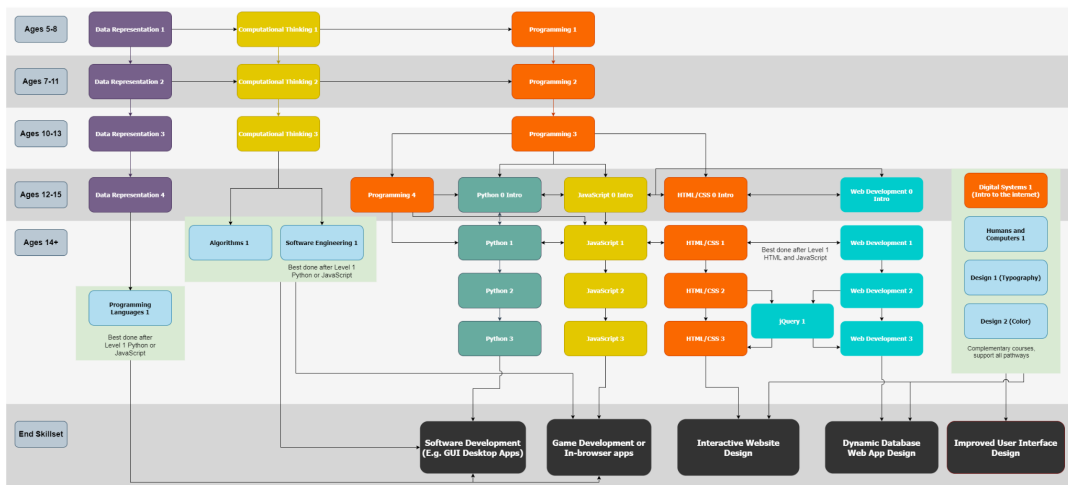 Ages 5-8
Data Representation 1
Computational Thinking 1
Programming 1
Ages 7-11
Data Representation 2
Computational Thinking 2
Programming 2
Ages 10-13
Data Representation 3
Computational Thinking 3
Programming 3
Ages 12-15
Data Representation 4
Programming 4
Python 0 Intro
JavaScript 0 Intro
HTML/CSS 0 Intro
Web Development 0
Intro
Digital Systems 1
(Intro to the internet)
Ages 14+
Algorithms 1
Software Engineering 1
Best done after Level 1
Python or JavaScript
Python 1
JavaScript 1
HTML/CSS 1
Best done after Level 1
HTML and JavaScript
Web Development 1
Humans and
Computers 1
Programming
Languages 1
Best done after
Level 1 Python or
JavaScript
Python 2
JavaScript 2
HTML/CSS 2
Web Development 2
Design 1 (Typography)
jQuery 1
Python 3
JavaScript 3
HTML/CSS 3
Web Development 3
Design 2 (Color)
Complementary courses,
support all pathways
End Skillset
Software Development
(E.g. GUI Desktop Apps)
Game Development or
In-browser apps
Interactive Website
Design
Dynamic Database
Web App Design
Improved User Interface
Design